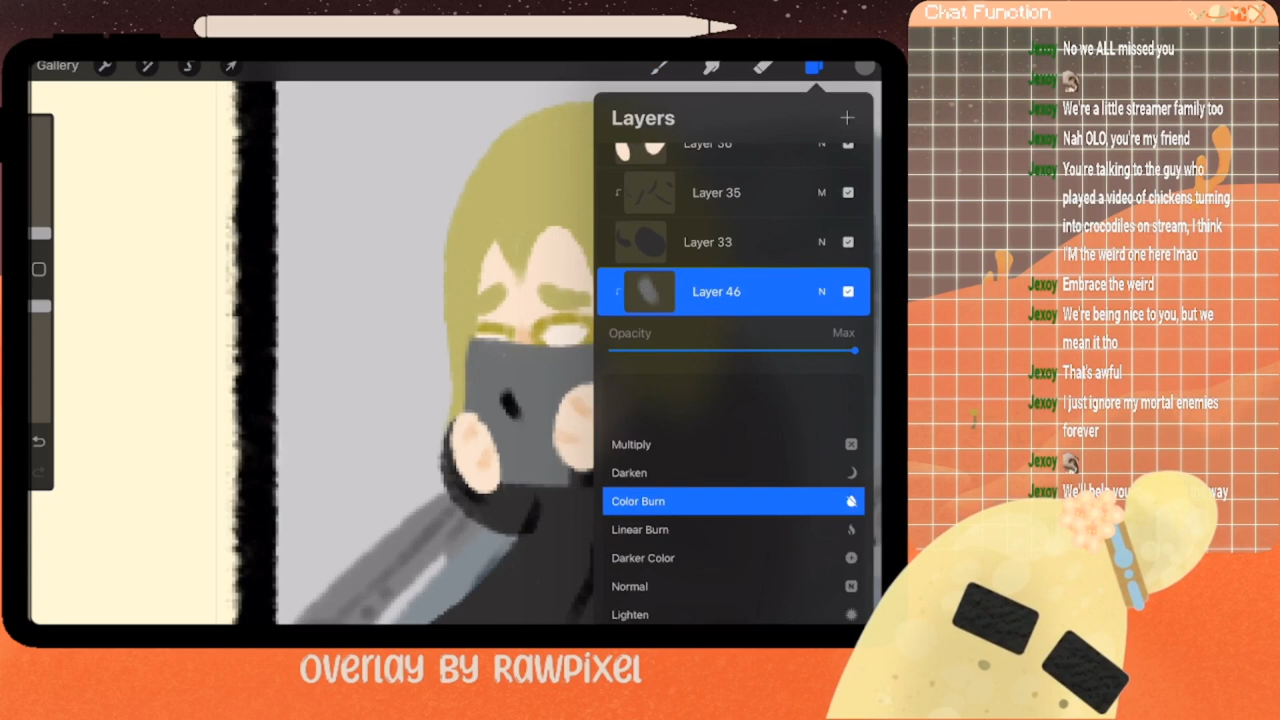 Gallery
Layers
Layer 36 N
Layer 35 M
Layer 33 N
Layer 46 N
Opacity Max
Multiply
Darken
Color Burn
Linear Burn
Darker Color
Normal N
Lighten
Overlay by Rawpixel
Chat Function
Jexoy No we ALL missed you
Jexoy
Jexoy We're a little streamer family too
Jexoy Nah OLO, you're my friend
Jexoy You're talking to the guy who
played a video of chickens turning
into crocodiles on stream, I think
I'M the weird one here lmao
Jexoy Embrace the weird
Jexoy We're being nice to you, but we
mean it tho
Jexoy That's awful
Jexoy I just ignore my mortal enemies
forever
Jexoy
Jexoy We'll help you way